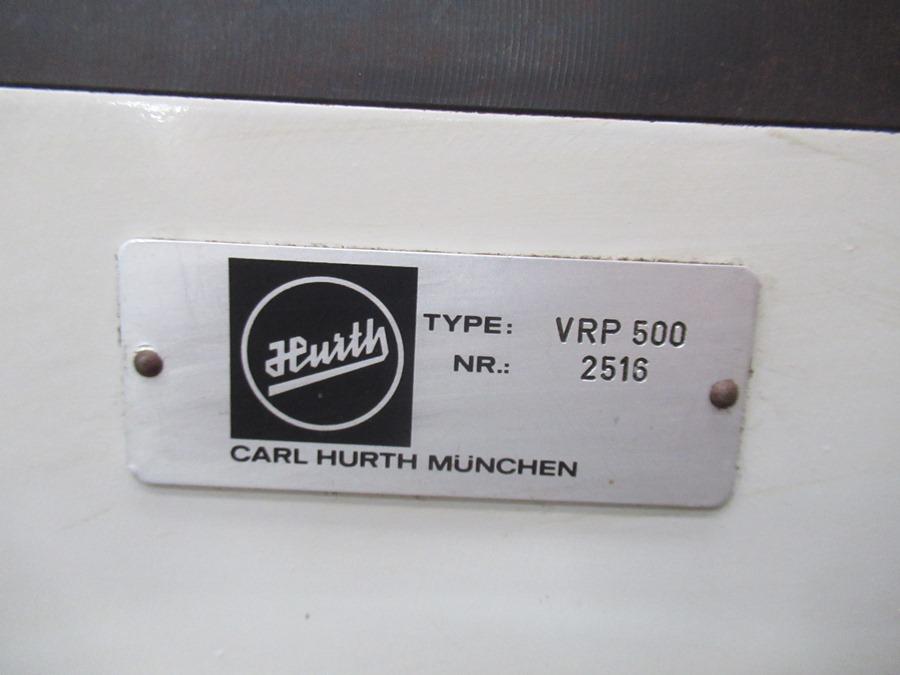 Hurth
TYPE: VRP 500
NR.: 2516
CARL HURTH MÜNCHEN